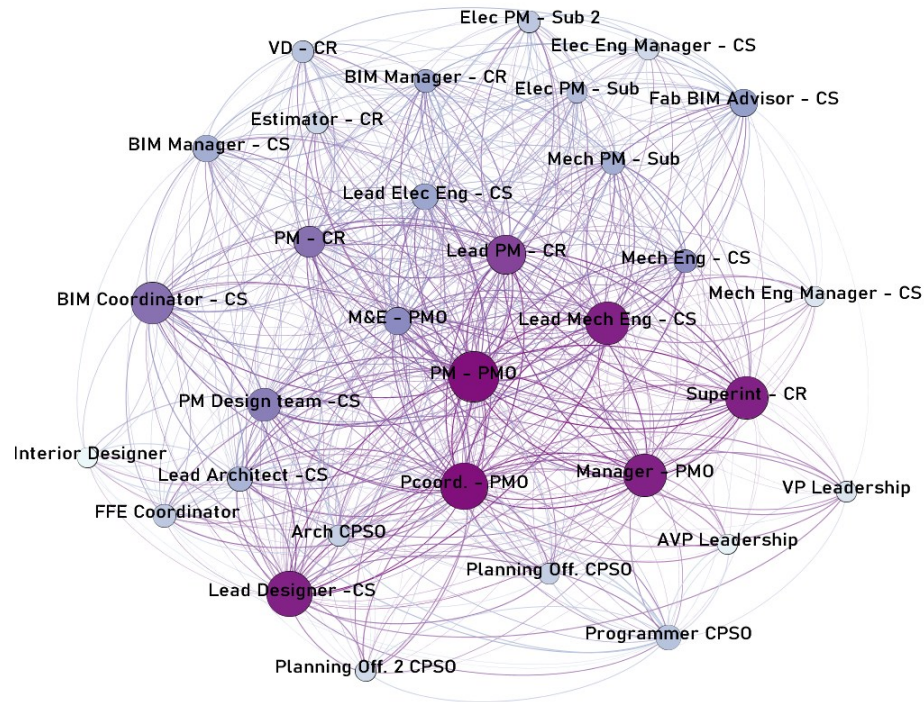 Elec PM - Sub 2
VD - CR
Elec Eng Manager - CS
BIM Manager - CR
Elec PM - Sub
Fab BIM Advisor - CS
Estimator - CR
BIM Manager - CS
Mech PM - Sub
Lead Elec Eng - CS
PM - CR
Lead PM - CR
Mech Eng - CS
BIM Coordinator - CS
Mech Eng Manager - CS
M&E - PMO
Lead Mech Eng - CS
PM - PMO
Superint - CR
PM Design team -CS
Interior Designer
Lead Architect -CS
Pcoord. - PMO
Manager - PMO
VP Leadership
FFE Coordinator
Arch CPSO
AVP Leadership
Planning Off. CPSO
Lead Designer -CS
Programmer CPSO
Planning Off. 2 CPSO